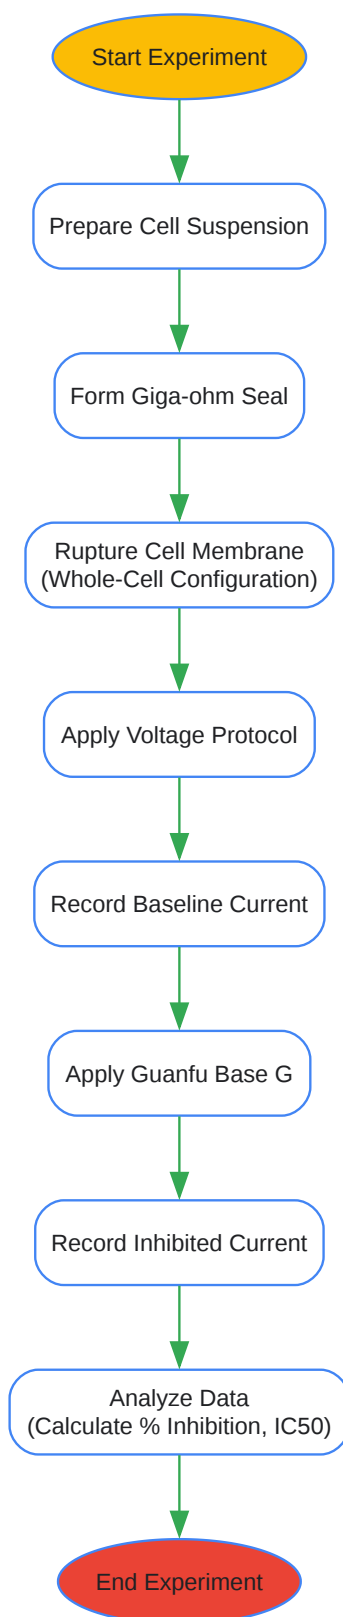 Start Experiment
Prepare Cell Suspension
Form Giga-ohm Seal
Rupture Cell Membrane
(Whole-Cell Configuration)
Apply Voltage Protocol
Record Baseline Current
Apply Guanfu Base G
Record Inhibited Current
Analyze Data
(Calculate % Inhibition, IC50)
End Experiment